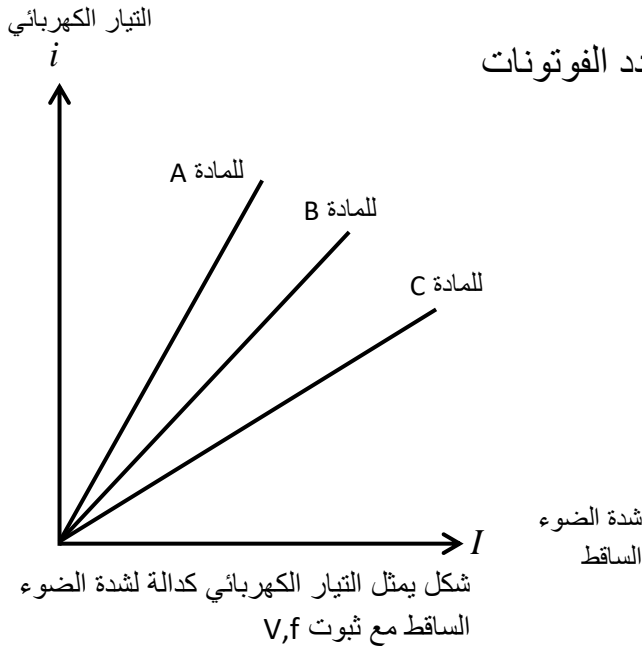 التيار الكهربائي
i
الفوتونات
للمادة A
للمادة B
للمادة C
I
شدة الضوء
الساقط
شكل يمثل التيار الكهربائي كدالة لشدة الضوء
الساقط مع ثبوت V,f